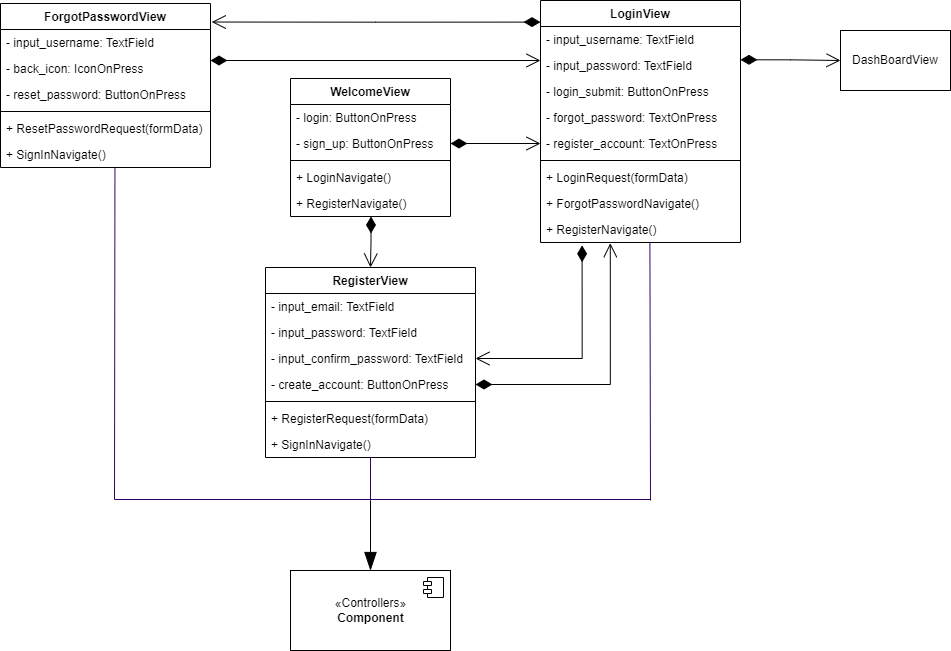 ForgotPasswordView
- input_username: TextField
- back_icon: IconOnPress
- reset_password: ButtonOnPress
+ ResetPasswordRequest(formData)
+ SignInNavigate()
LoginView
- input_username: TextField
- input_password: TextField
- login_submit: ButtonOnPress
- forgot_password: TextOnPress
- register_account: TextOnPress
+ LoginRequest(formData)
+ ForgotPasswordNavigate()
+ RegisterNavigate()
DashBoardView
WelcomeView
- login: ButtonOnPress
- sign_up: ButtonOnPress
+ LoginNavigate()
+ RegisterNavigate()
RegisterView
- input_email: TextField
- input_password: TextField
- input_confirm_password: TextField
- create_account: ButtonOnPress
+ RegisterRequest(formData)
+ SignInNavigate()
«Controllers»
Component